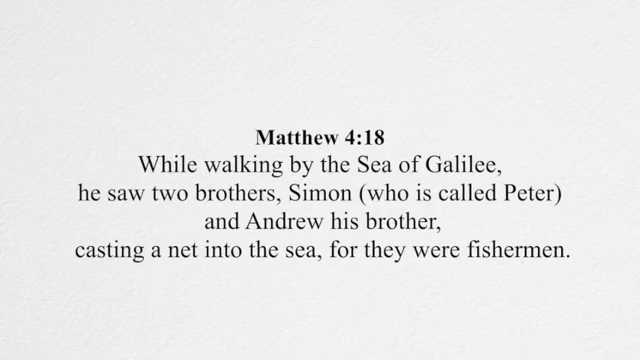 Matthew 4:18
While walking by the Sea of Galilee,
he saw two brothers, Simon (who is called Peter)
and Andrew his brother,
casting a net into the sea, for they were fishermen.